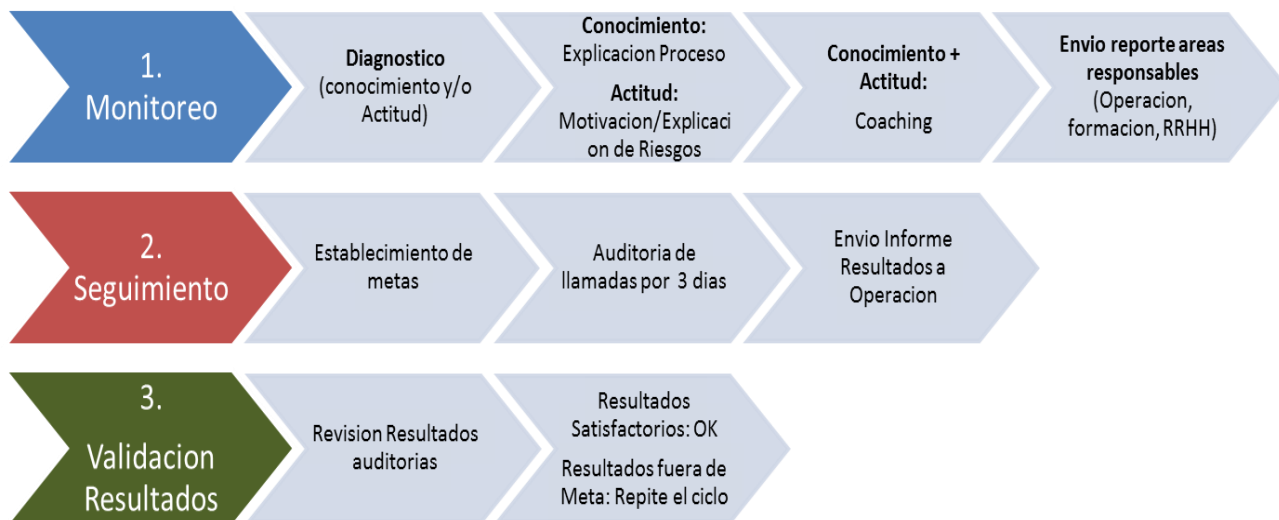 1.
Monitoreo
Diagnostico
(conocimiento y/o
Actitud)
Conocimiento:
Explicacion Proceso
Actitud:
Motivacion/Explicaci
on de Riesgos
Conocimiento +
Actitud:
Coaching
Envio reporte areas
responsables
(Operacion,
formacion, RRHH)
2.
Seguimiento
Establecimiento de
metas
Auditoria de
llamadas por 3 dias
Envio Informe
Resultados a
Operacion
3.
Validacion
Resultados
Revision Resultados
auditorias
Resultados
Satisfactorios: OK
Resultados fuera de
Meta: Repite el ciclo